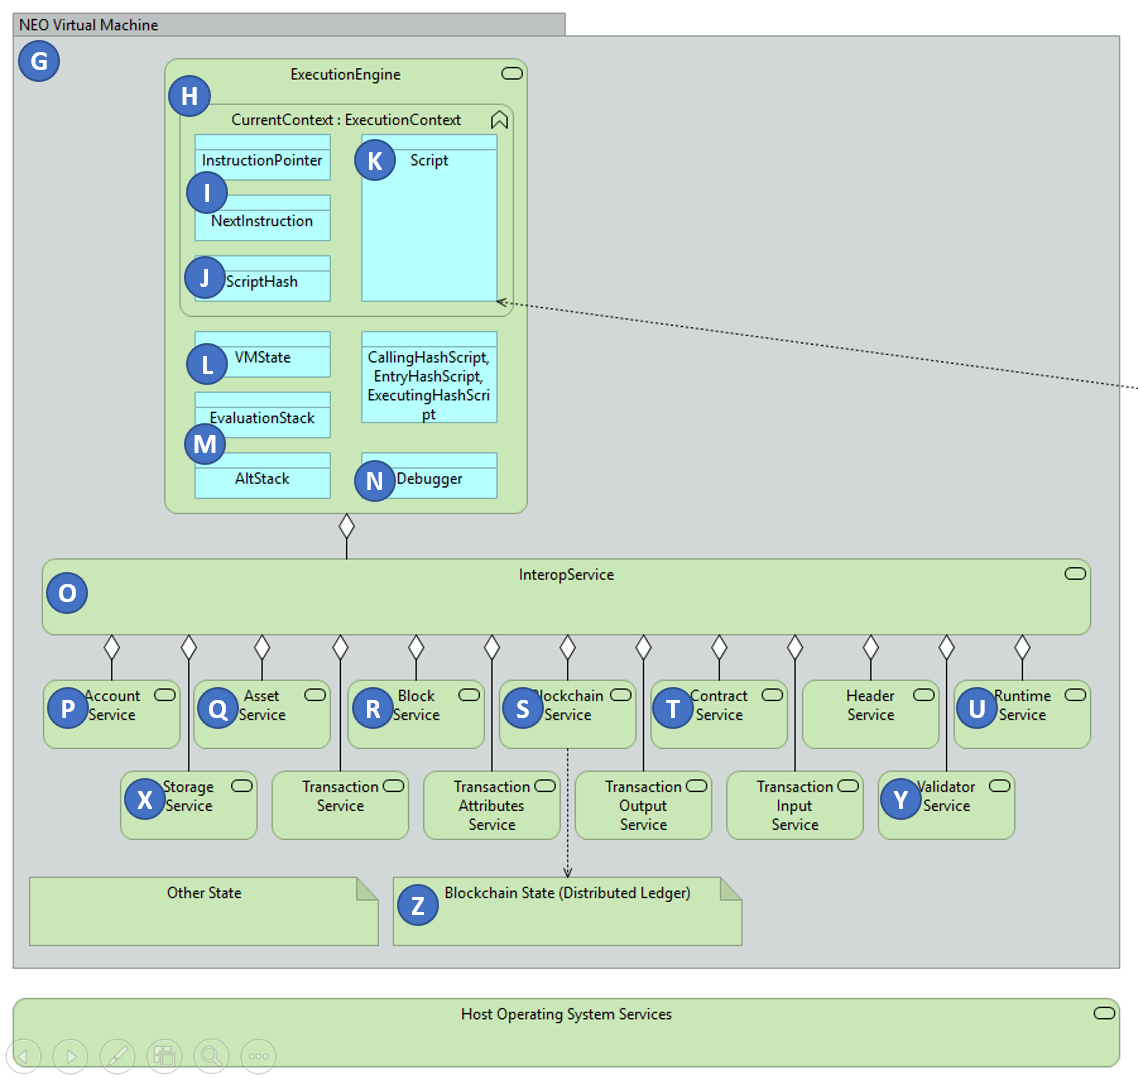 NEO Virtual Machine
G
ExecutionEngine
H
CurrentContext : ExecutionContext
InstructionPointer
K
Script
I
NextInstruction
J
ScriptHash
L
VMState
CallingHashScript,
EntryHashScript,
ExecutingHashScri
pt
EvaluationStack
M
AltStack
N
Debugger
InteropService
O
P
Account
Service
Q
Asset
Service
R
Block
Service
S
Blockchain
Service
T
Contract
Service
Header
Service
U
Runtime
Service
X
Storage
Service
Transaction
Service
Transaction
Attributes
Service
Transaction
Output
Service
Transaction
Input
Service
Y
Validator
Service
Other State
Z
Blockchain State (Distributed Ledger)
Host Operating System Services